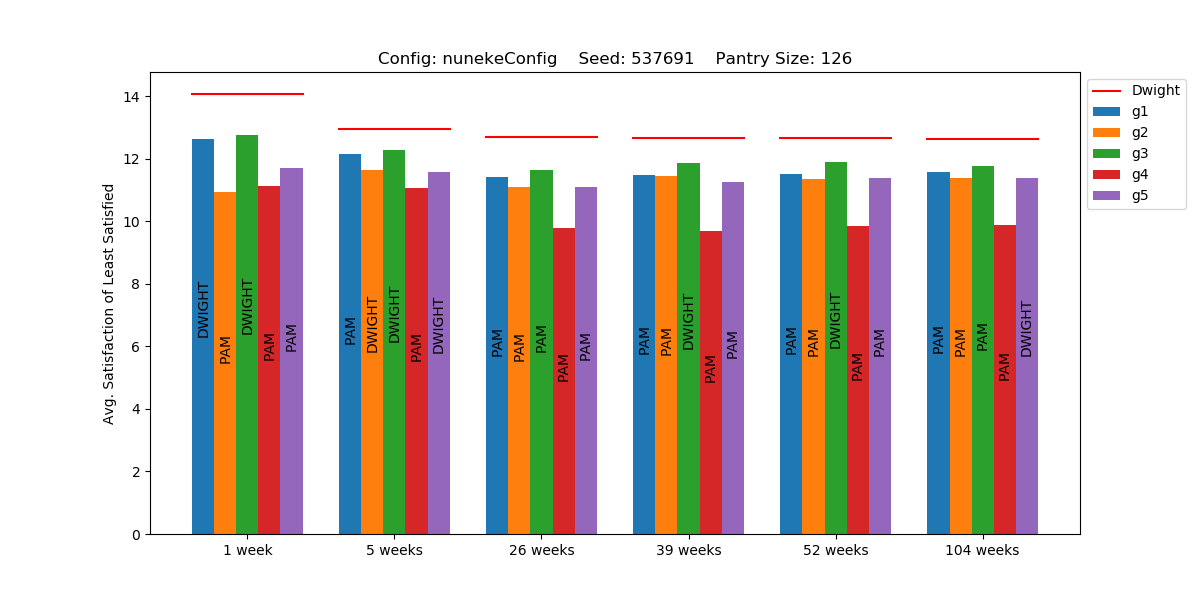 Config: nunekeConfig    Seed: 537691    Pantry Size: 126
Avg. Satisfaction of Least Satisfied
14
12
10
8
6
4
2
0
DWIGHT
PAM
DWIGHT
PAM
PAM
PAM
DWIGHT
DWIGHT
PAM
DWIGHT
PAM
PAM
PAM
PAM
PAM
PAM
PAM
DWIGHT
PAM
PAM
PAM
PAM
DWIGHT
PAM
PAM
PAM
PAM
PAM
PAM
DWIGHT
1 week
5 weeks
26 weeks
39 weeks
52 weeks
104 weeks
Dwight
g1
g2
g3
g4
g5